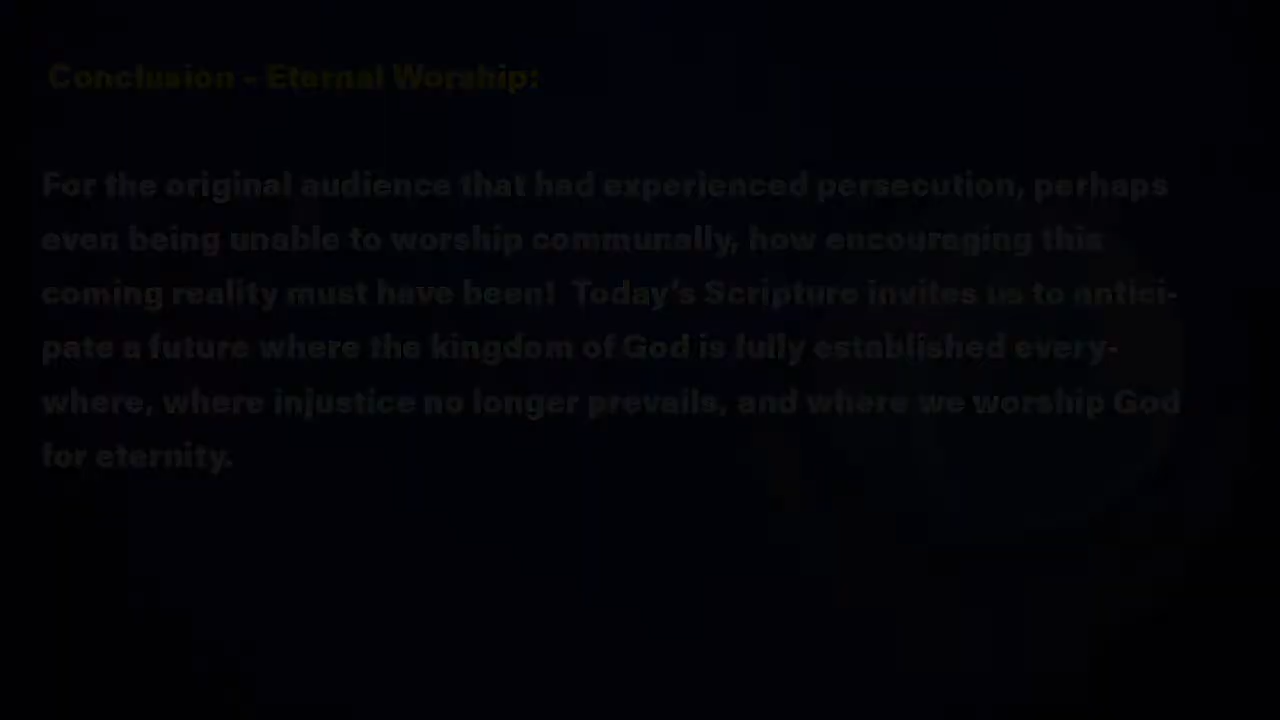 Conclusion - Eternal Worship:
For the original audience that had experienced persecution, perhaps
even being unable to worship communally, how encouraging this
coming reality must have been!  Today's Scripture invites us to antici-
pate a future where the kingdom of God is fully established every-
where, where injustice no longer prevails, and where we worship God
for eternity.